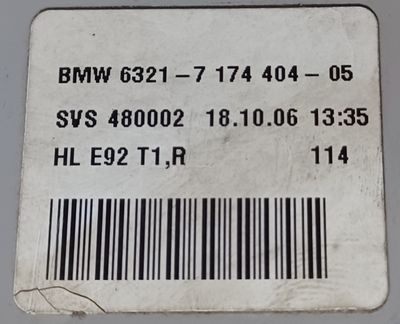 BMW 6321-7 174 404-05
SVS 480002 18.10.06 13:35
HL E92 T1,R 114